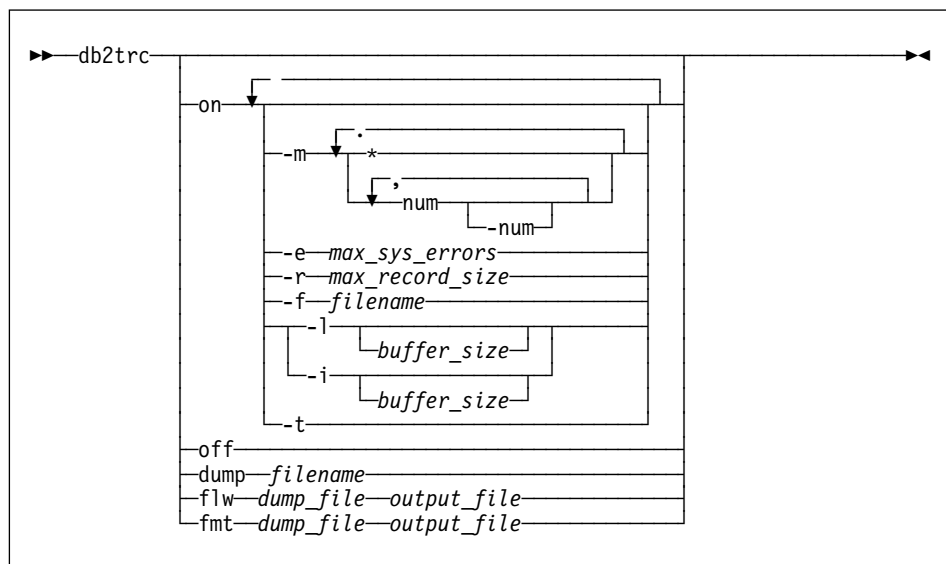 db2trc
on
.
-m *
,
num
-num
-e max_sys_errors
-r max_record_size
-f filename
-l
buffer_size
-i
buffer_size
-t
off
dump filename
flw dump_file output_file
fmt dump_file output_file